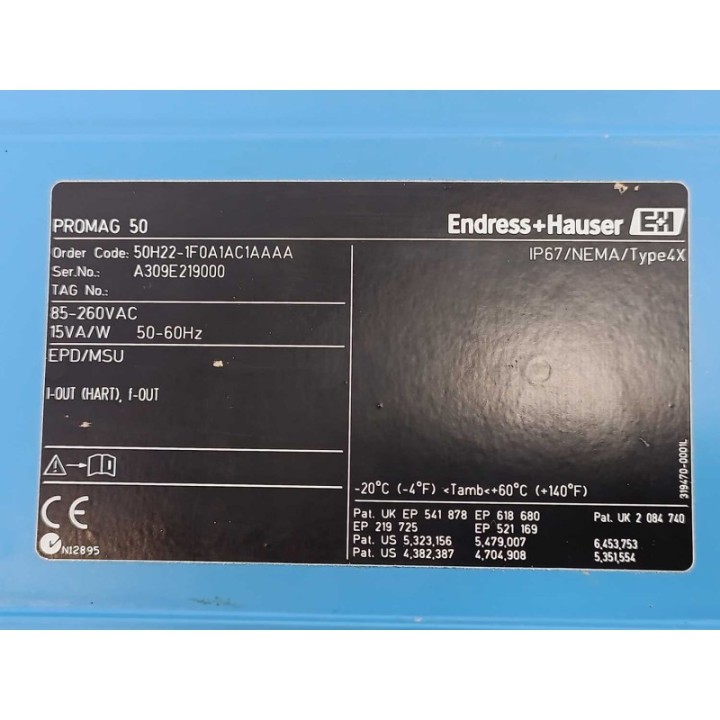 PROMAG 50
Endress+Hauser E+H
Order Code: 50H22-1F0A1AC1AAAA
IP67/NEMA/Type4X
Ser.No.: A309E219000
TAG No.:
85-260VAC
15VA/W 50-60Hz
EPD/MSU
I-OUT (HART), f-OUT
-20°C (-4°F) <Tamb<+60°C (+140°F)
319470-0001L
CE
N12895
Pat. UK EP 541 878 EP 618 680 Pat. UK 2 084 740
EP 219 725 EP 521 169
Pat. US 5,323,156 5,479,007 6,453,753
Pat. US 4,382,387 4,704,908 5,351,554